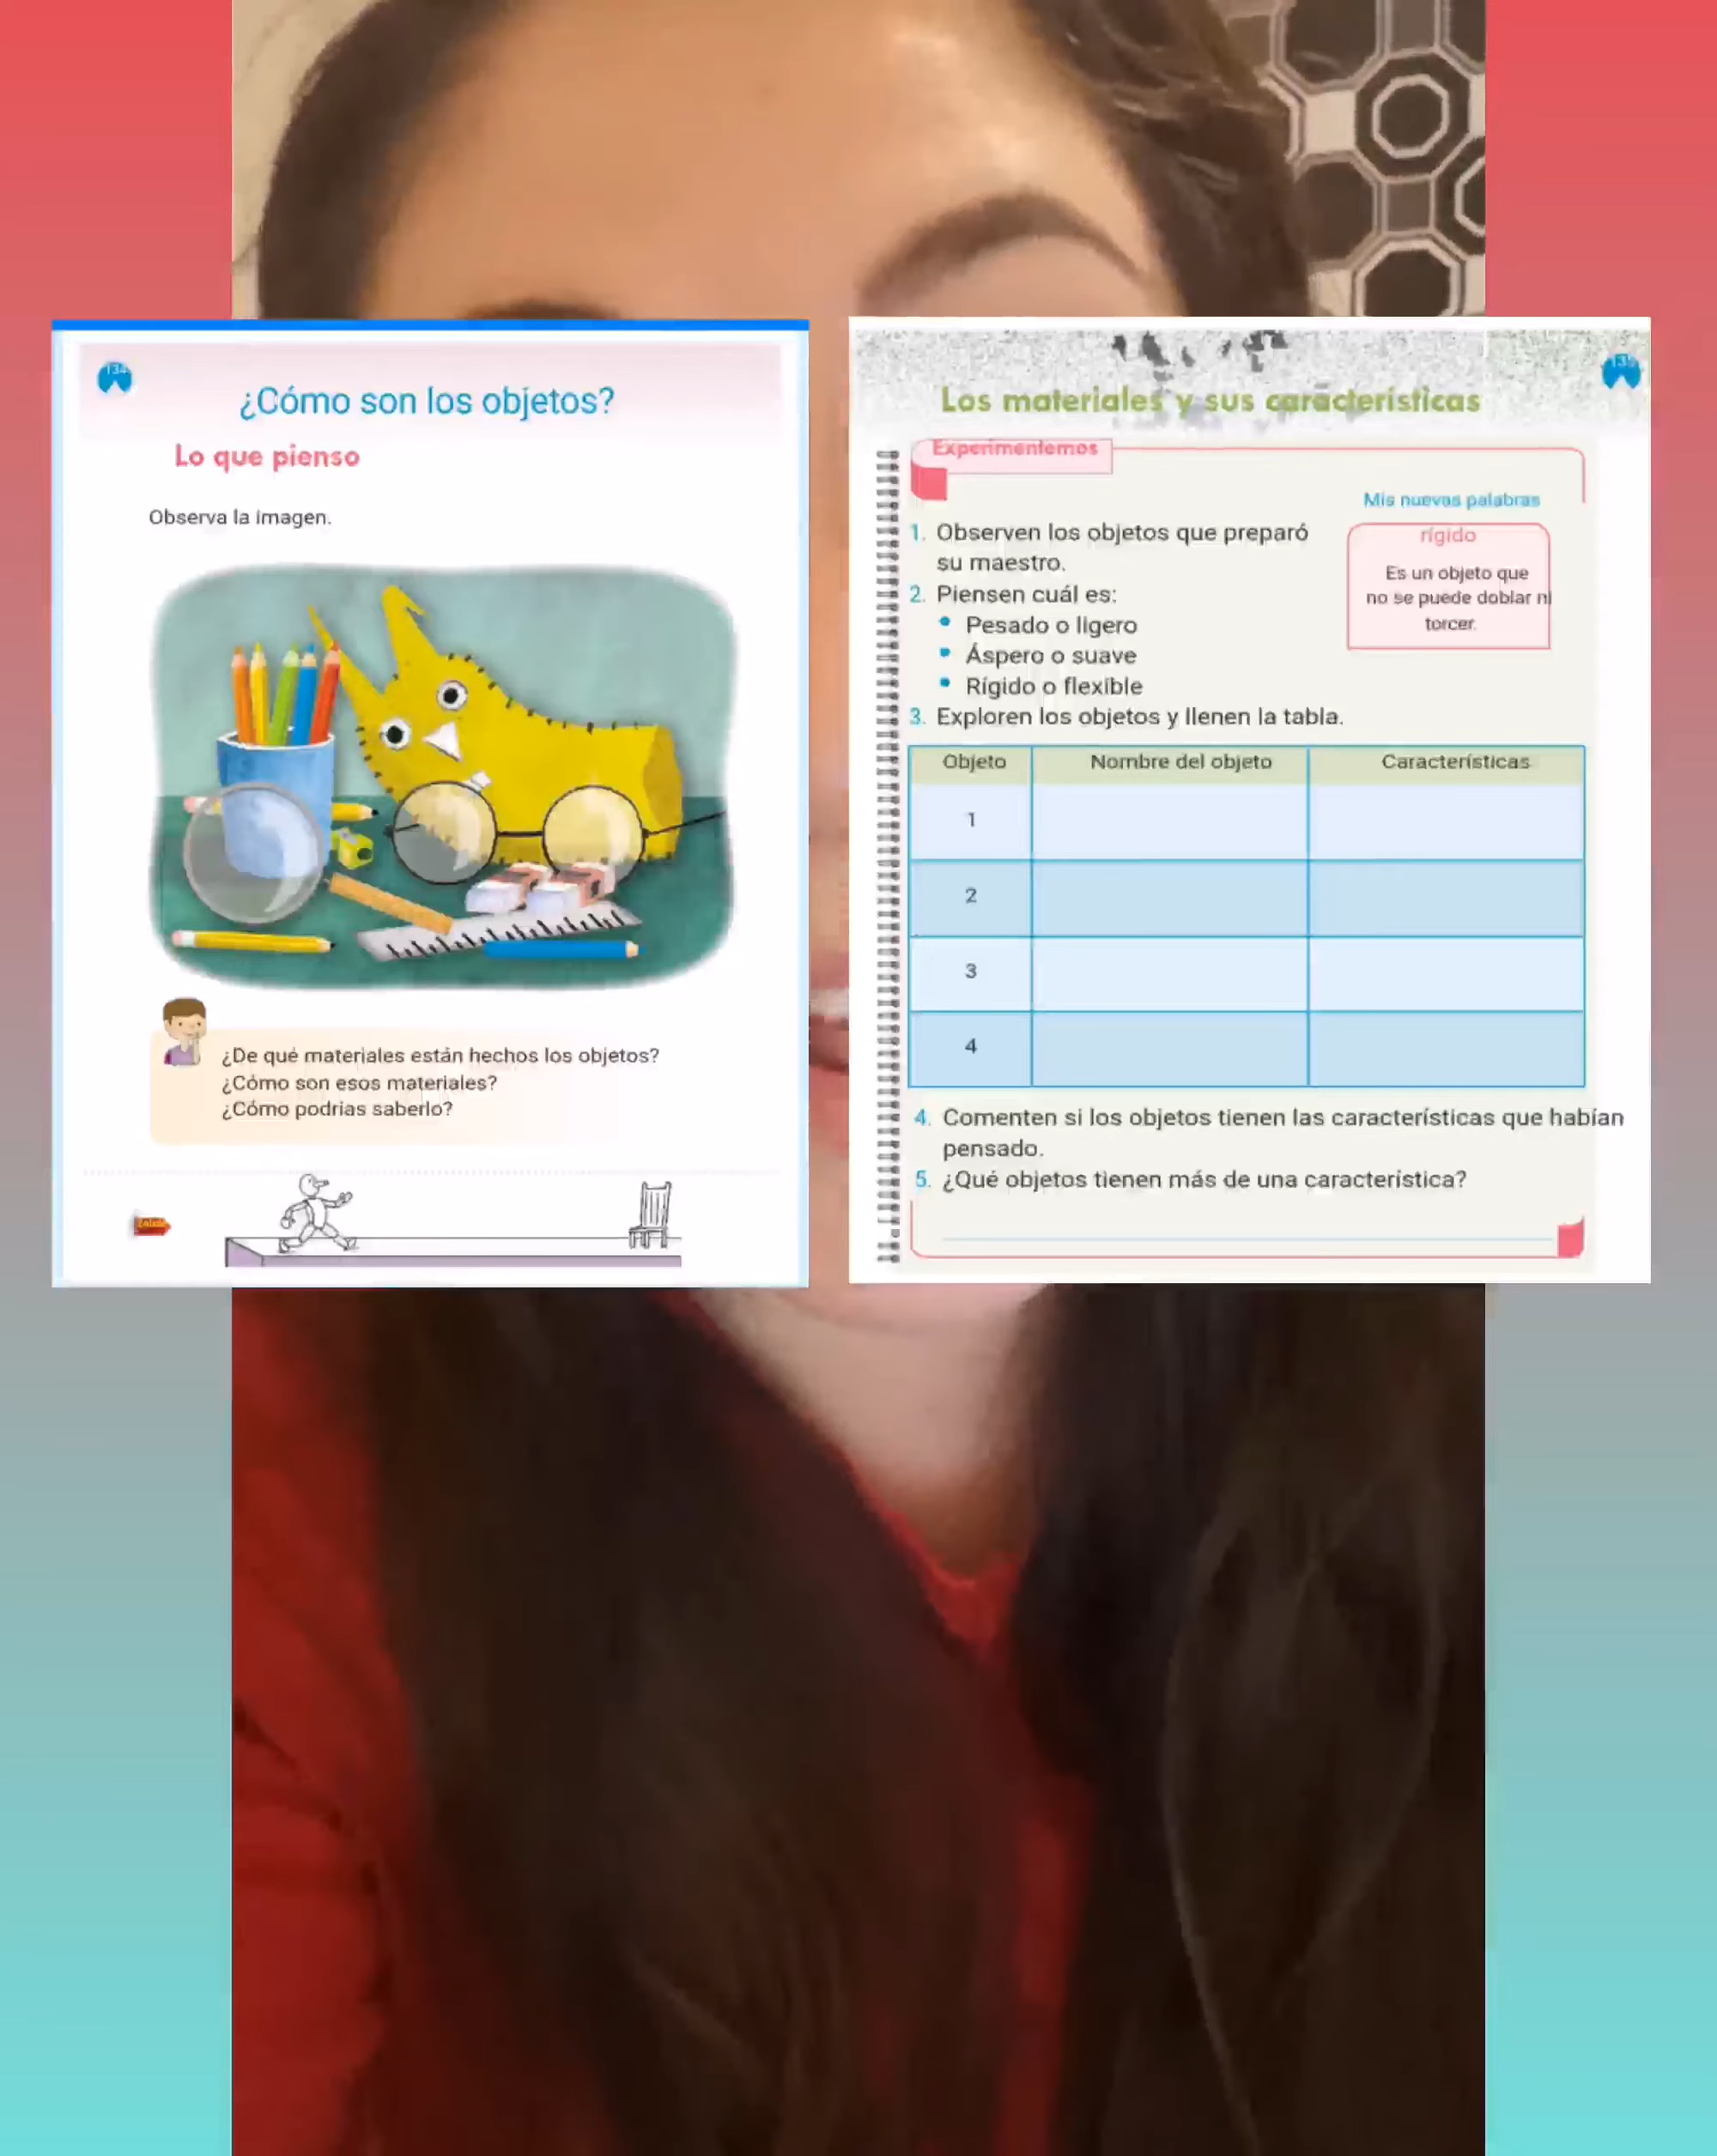 134
¿Cómo son los objetos?
Lo que pienso
Observa la imagen.
¿De qué materiales están hechos los objetos?
¿Cómo son esos materiales?
¿Cómo podrías saberlo?
135
Los materiales y sus características
Experimentemos
Mis nuevas palabras
rígido
Es un objeto que
no se puede doblar ni
torcer.
1. Observen los objetos que preparó
su maestro.
2. Piensen cuál es:
• Pesado o ligero
• Áspero o suave
• Rígido o flexible
3. Exploren los objetos y llenen la tabla.
Objeto Nombre del objeto Características
1
2
3
4
4. Comenten si los objetos tienen las características que habían
pensado.
5. ¿Qué objetos tienen más de una característica?